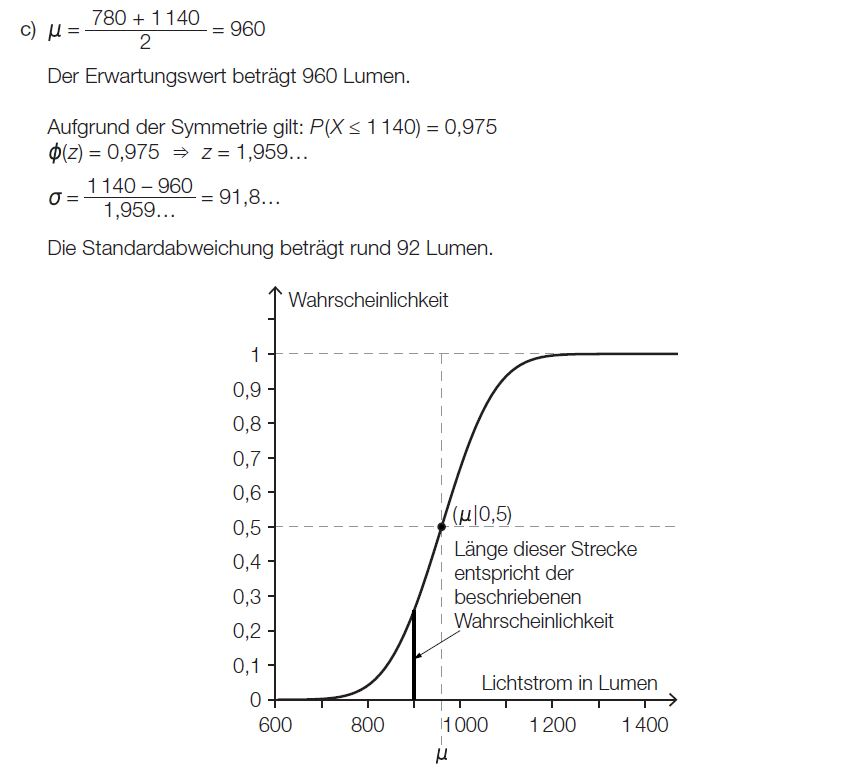 c) μ = (780 + 1 140) / 2 = 960
Der Erwartungswert beträgt 960 Lumen.
Aufgrund der Symmetrie gilt: P(X ≤ 1 140) = 0,975
ϕ(z) = 0,975 ⇒ z = 1,959…
σ = (1 140 – 960) / (1,959…) = 91,8…
Die Standardabweichung beträgt rund 92 Lumen.
Wahrscheinlichkeit
1
0,9
0,8
0,7
0,6
0,5
0,4
0,3
0,2
0,1
0
(μ|0,5)
Länge dieser Strecke
entspricht der
beschriebenen
Wahrscheinlichkeit
Lichtstrom in Lumen
600 800 1 000 1 200 1 400
μ